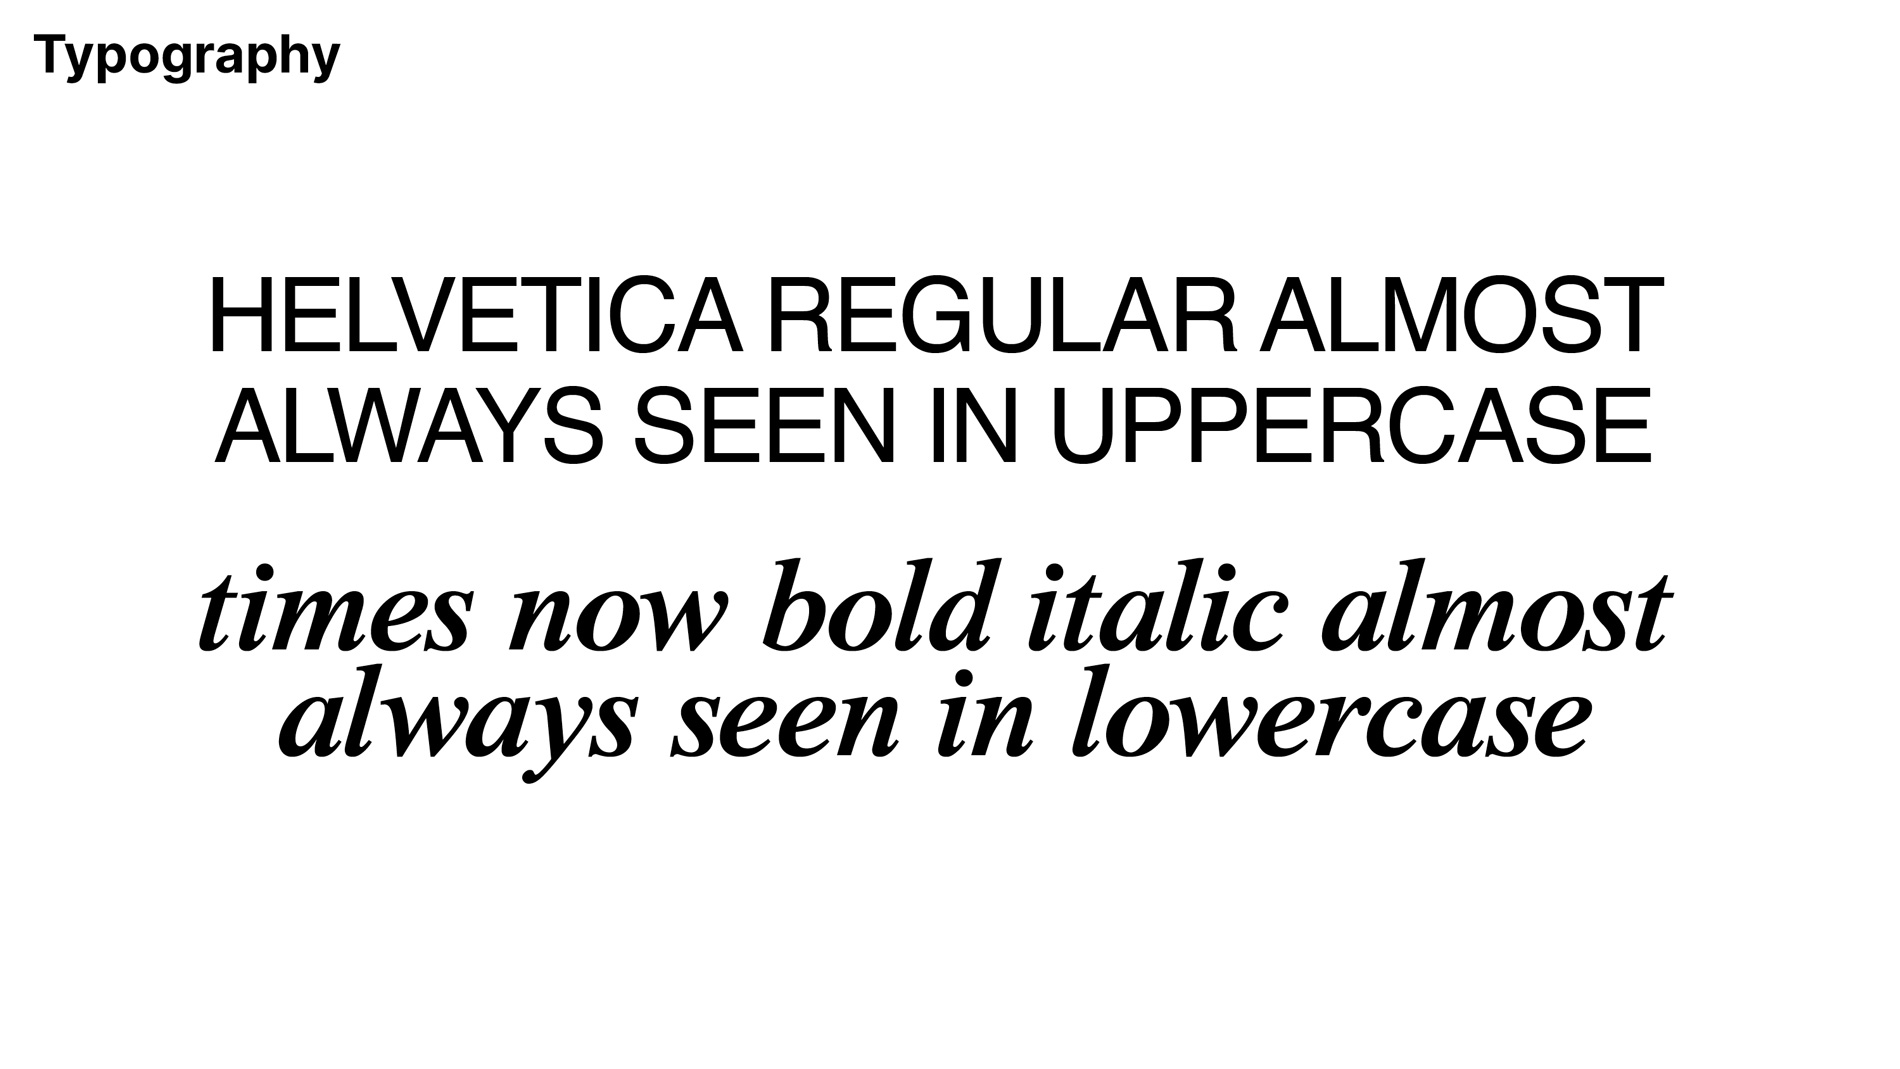 Typography
HELVETICA REGULAR ALMOST
ALWAYS SEEN IN UPPERCASE
times now bold italic almost
always seen in lowercase